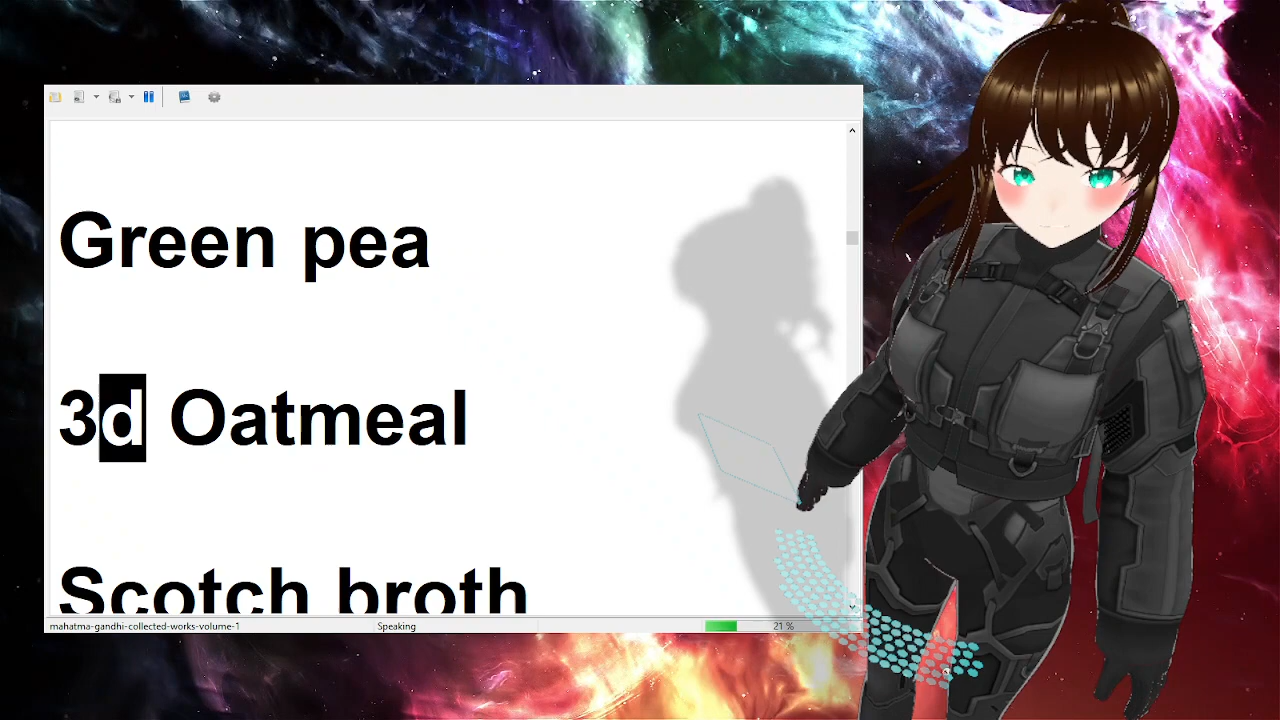 Green pea
3d Oatmeal
Scotch broth
mahatma-gandhi-collected-works-volume-1 Speaking 21 %